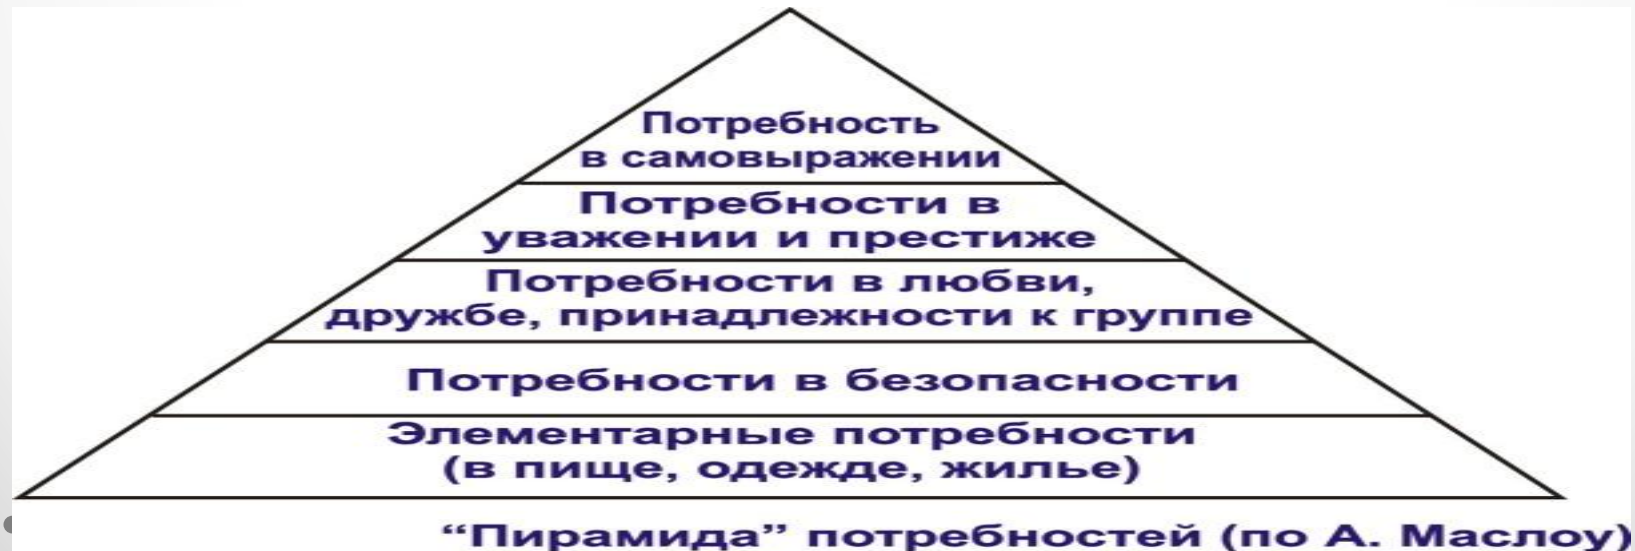 Потребность
в самовыражении
Потребности в
уважении и престиже
Потребности в любви,
дружбе, принадлежности к группе
Потребности в безопасности
Элементарные потребности
(в пище, одежде, жилье)
“Пирамида” потребностей (по А. Маслоу)